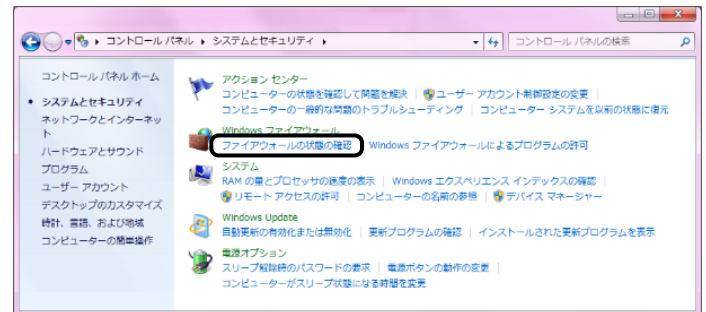 コントロール パネル ▸ システムとセキュリティ ▸
コントロール パネルの検索
コントロール パネル ホーム
システムとセキュリティ
ネットワークとインターネッ
ト
ハードウェアとサウンド
プログラム
ユーザー アカウント
デスクトップのカスタマイズ
時計、言語、および地域
コンピューターの簡単操作
アクション センター
コンピューターの状態を確認して問題を解決 | ユーザー アカウント制御設定の変更 |
コンピューターの一般的な問題のトラブルシューティング | コンピューター システムを以前の状態に復元
Windows ファイアウォール
ファイアウォールの状態の確認 | Windows ファイアウォールによるプログラムの許可
システム
RAM の量とプロセッサの速度の表示 | Windows エクスペリエンス インデックスの確認 |
リモート アクセスの許可 | コンピューターの名前の参照 | デバイス マネージャー
Windows Update
自動更新の有効化または無効化 | 更新プログラムの確認 | インストールされた更新プログラムを表示
電源オプション
スリープ解除時のパスワードの要求 | 電源ボタンの動作の変更 |
コンピューターがスリープ状態になる時間を変更